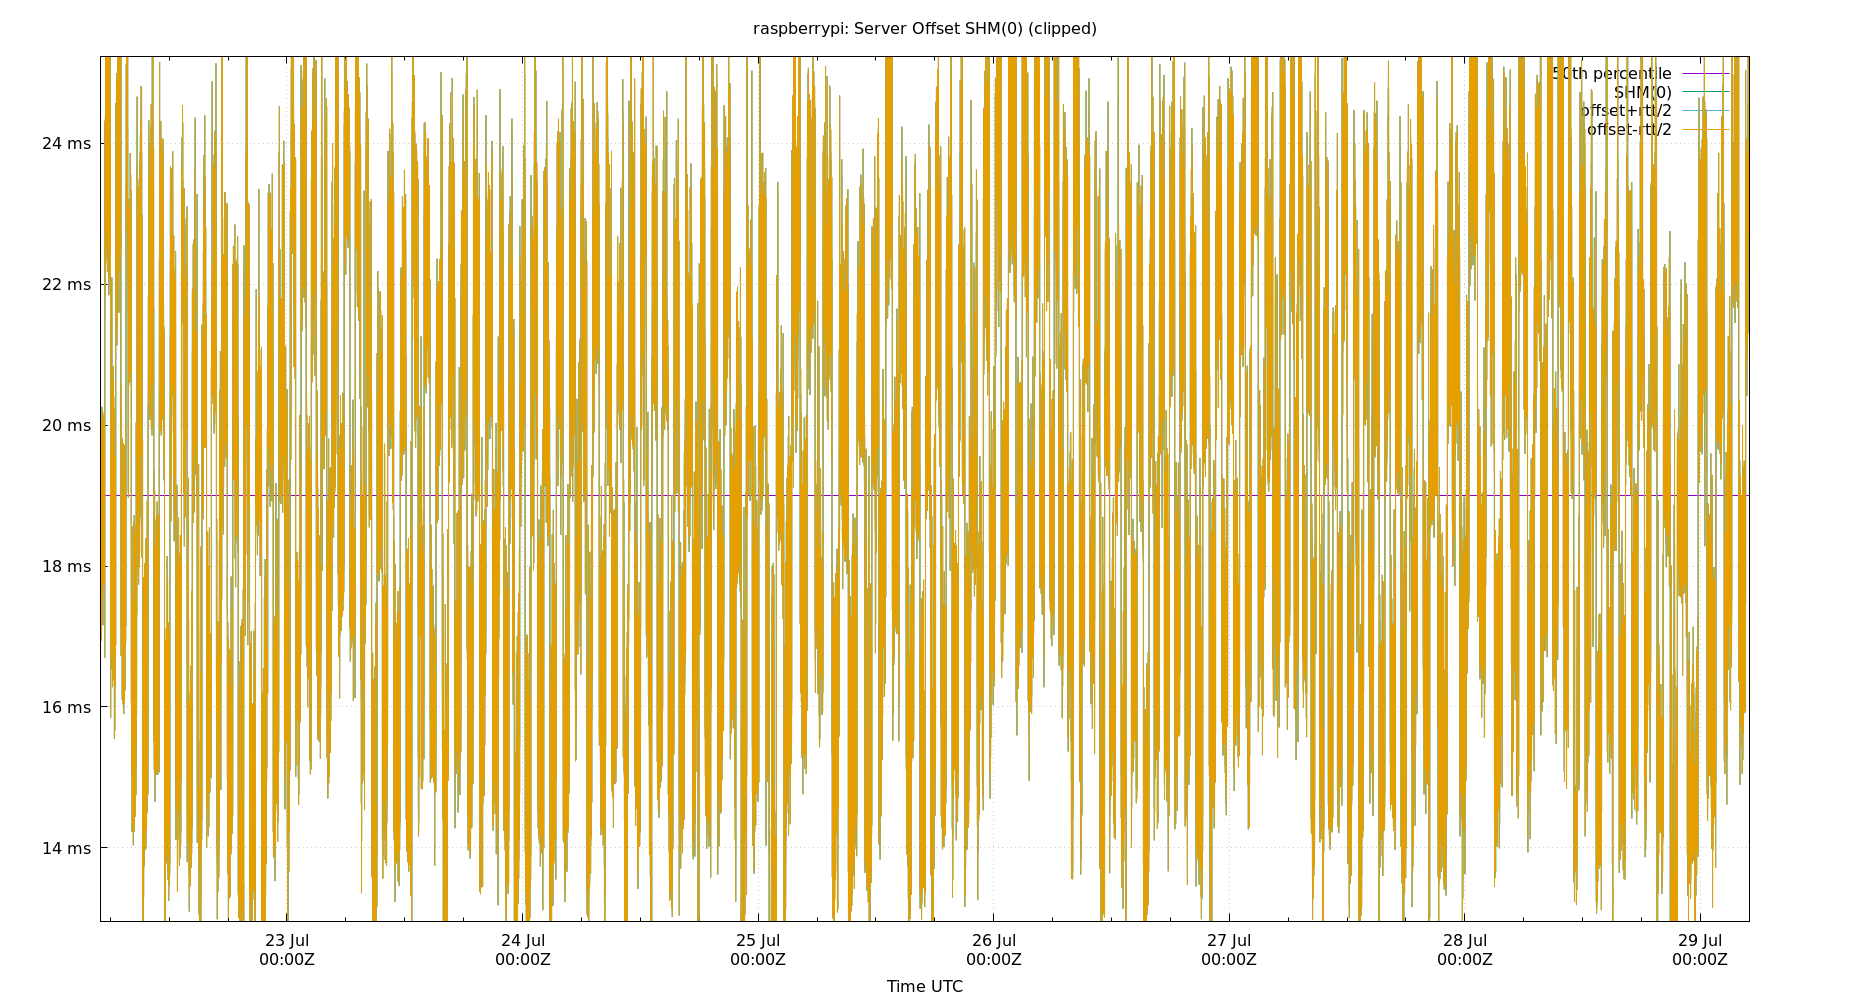 raspberrypi: Server Offset SHM(0) (clipped)
50th percentile
SHM(0)
offset+rtt/2
offset-rtt/2
24 ms
22 ms
20 ms
18 ms
16 ms
14 ms
23 Jul 24 Jul 25 Jul 26 Jul 27 Jul 28 Jul 29 Jul
00:00Z 00:00Z 00:00Z 00:00Z 00:00Z 00:00Z 00:00Z
Time UTC